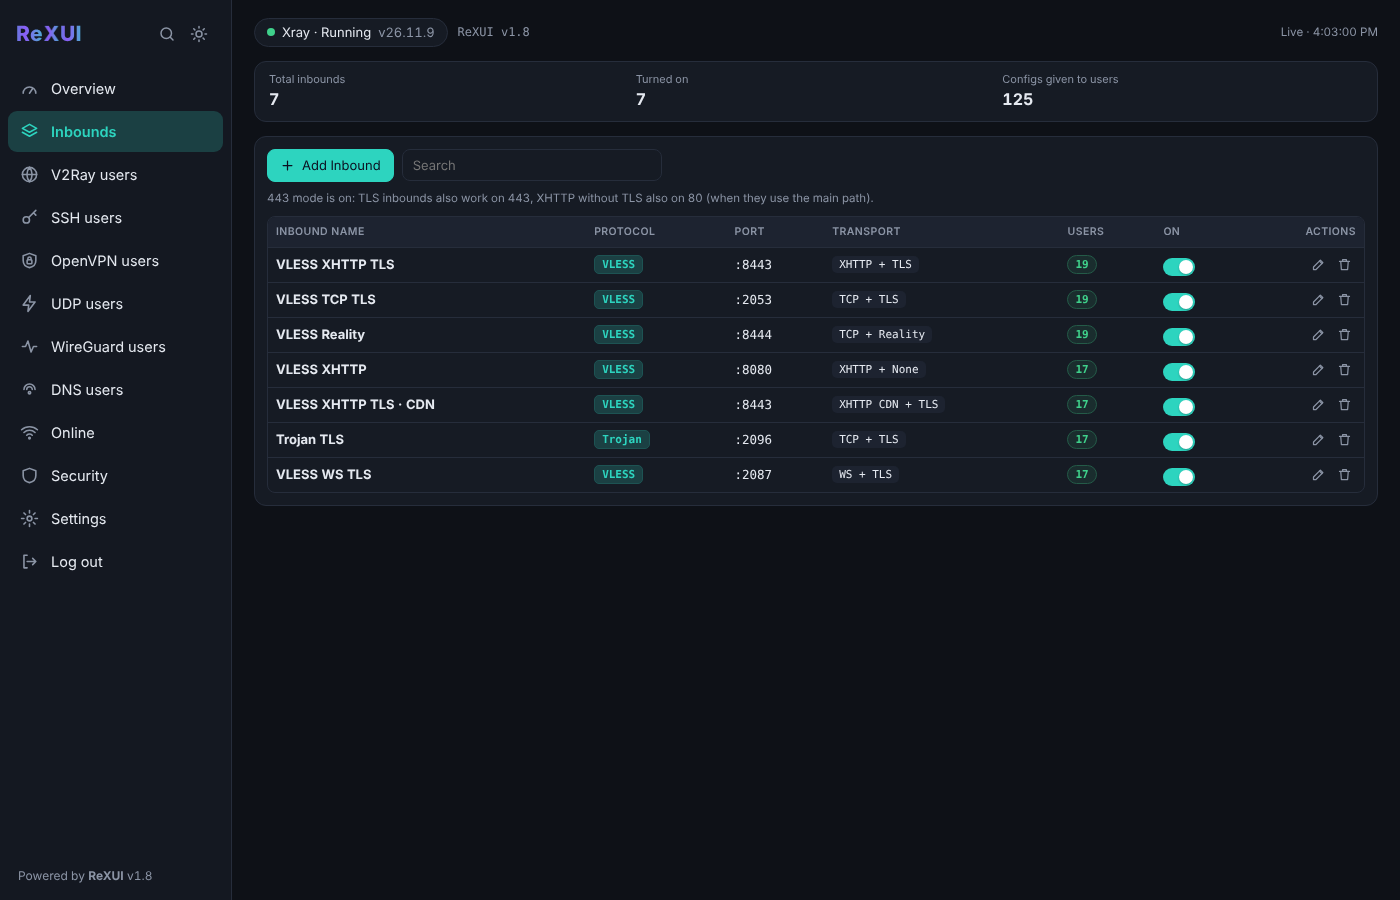 ReXUI
Overview
Inbounds
V2Ray users
SSH users
OpenVPN users
UDP users
WireGuard users
DNS users
Online
Security
Settings
Log out
Powered by ReXUI v1.8
Xray · Running v26.11.9 ReXUI v1.8 Live · 4:03:00 PM
Total inbounds Turned on Configs given to users
7 7 125
Add Inbound Search
443 mode is on: TLS inbounds also work on 443, XHTTP without TLS also on 80 (when they use the main path).
INBOUND NAME PROTOCOL PORT TRANSPORT USERS ON ACTIONS
VLESS XHTTP TLS VLESS :8443 XHTTP + TLS 19
VLESS TCP TLS VLESS :2053 TCP + TLS 19
VLESS Reality VLESS :8444 TCP + Reality 19
VLESS XHTTP VLESS :8080 XHTTP + None 17
VLESS XHTTP TLS · CDN VLESS :8443 XHTTP CDN + TLS 17
Trojan TLS Trojan :2096 TCP + TLS 17
VLESS WS TLS VLESS :2087 WS + TLS 17